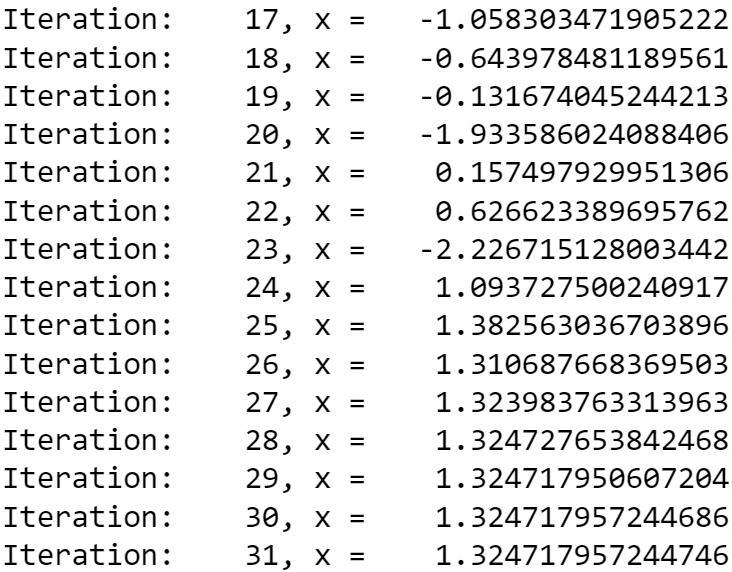 Iteration: 17, x = -1.058303471905222
Iteration: 18, x = -0.643978481189561
Iteration: 19, x = -0.131674045244213
Iteration: 20, x = -1.933586024088406
Iteration: 21, x = 0.157497929951306
Iteration: 22, x = 0.626623389695762
Iteration: 23, x = -2.226715128003442
Iteration: 24, x = 1.093727500240917
Iteration: 25, x = 1.382563036703896
Iteration: 26, x = 1.310687668369503
Iteration: 27, x = 1.323983763313963
Iteration: 28, x = 1.324727653842468
Iteration: 29, x = 1.324717950607204
Iteration: 30, x = 1.324717957244686
Iteration: 31, x = 1.324717957244746